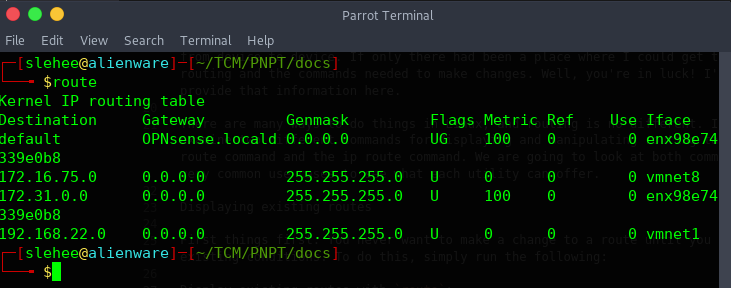 Parrot Terminal
File Edit View Search Terminal Help
┌─[slehee@alienware]─[~/TCM/PNPT/docs]
└──╼ $route
Kernel IP routing table
Destination     Gateway         Genmask         Flags Metric Ref    Use Iface
default         OPNsense.locald 0.0.0.0         UG    100    0        0 enx98e74
339e0b8
172.16.75.0     0.0.0.0         255.255.255.0   U     0      0        0 vmnet8
172.31.0.0      0.0.0.0         255.255.255.0   U     100    0        0 enx98e74
339e0b8
192.168.22.0    0.0.0.0         255.255.255.0   U     0      0        0 vmnet1
┌─[slehee@alienware]─[~/TCM/PNPT/docs]
└──╼ $